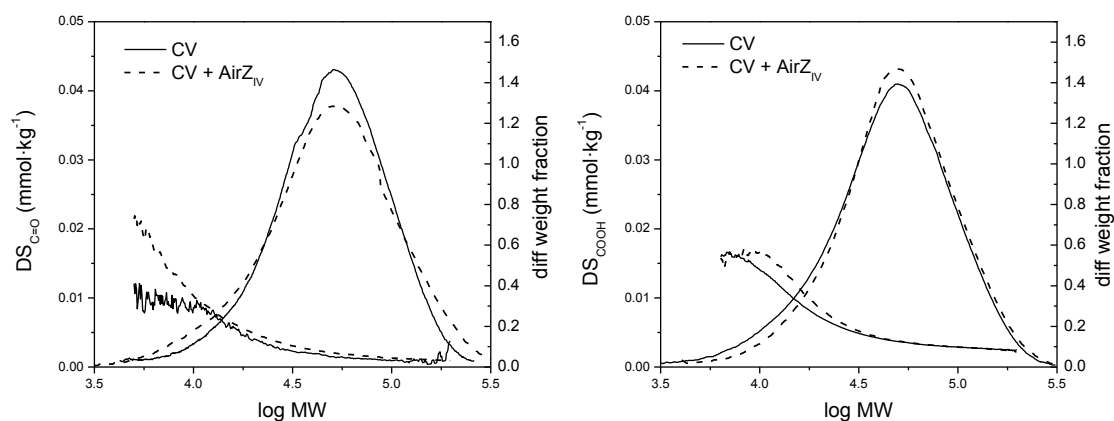 0.05
0.04
0.03
0.02
0.01
0.00
DS_C=O (mmol·kg⁻¹)
CV
CV + AirZ_IV
1.6
1.4
1.2
1.0
0.8
0.6
0.4
0.2
0.0
diff weight fraction
3.5 4.0 4.5 5.0 5.5
log MW
0.05
0.04
0.03
0.02
0.01
0.00
DS_COOH (mmol·kg⁻¹)
CV
CV + AirZ_IV
1.6
1.4
1.2
1.0
0.8
0.6
0.4
0.2
0.0
diff weight fraction
3.5 4.0 4.5 5.0 5.5
log MW